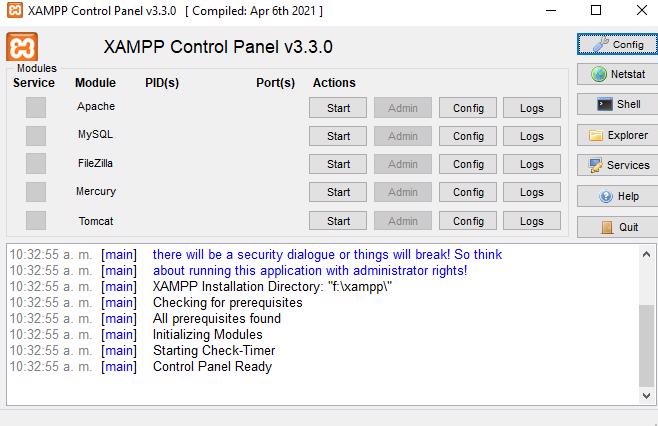 XAMPP Control Panel v3.3.0 [ Compiled: Apr 6th 2021 ]
XAMPP Control Panel v3.3.0
Config
Modules
Service Module PID(s) Port(s) Actions
Netstat
Apache Start Admin Config Logs
Shell
MySQL Start Admin Config Logs
Explorer
FileZilla Start Admin Config Logs
Services
Mercury Start Admin Config Logs
Help
Tomcat Start Admin Config Logs
Quit
10:32:55 a. m. [main] there will be a security dialogue or things will break! So think
10:32:55 a. m. [main] about running this application with administrator rights!
10:32:55 a. m. [main] XAMPP Installation Directory: "f:\xampp\"
10:32:55 a. m. [main] Checking for prerequisites
10:32:55 a. m. [main] All prerequisites found
10:32:55 a. m. [main] Initializing Modules
10:32:55 a. m. [main] Starting Check-Timer
10:32:55 a. m. [main] Control Panel Ready